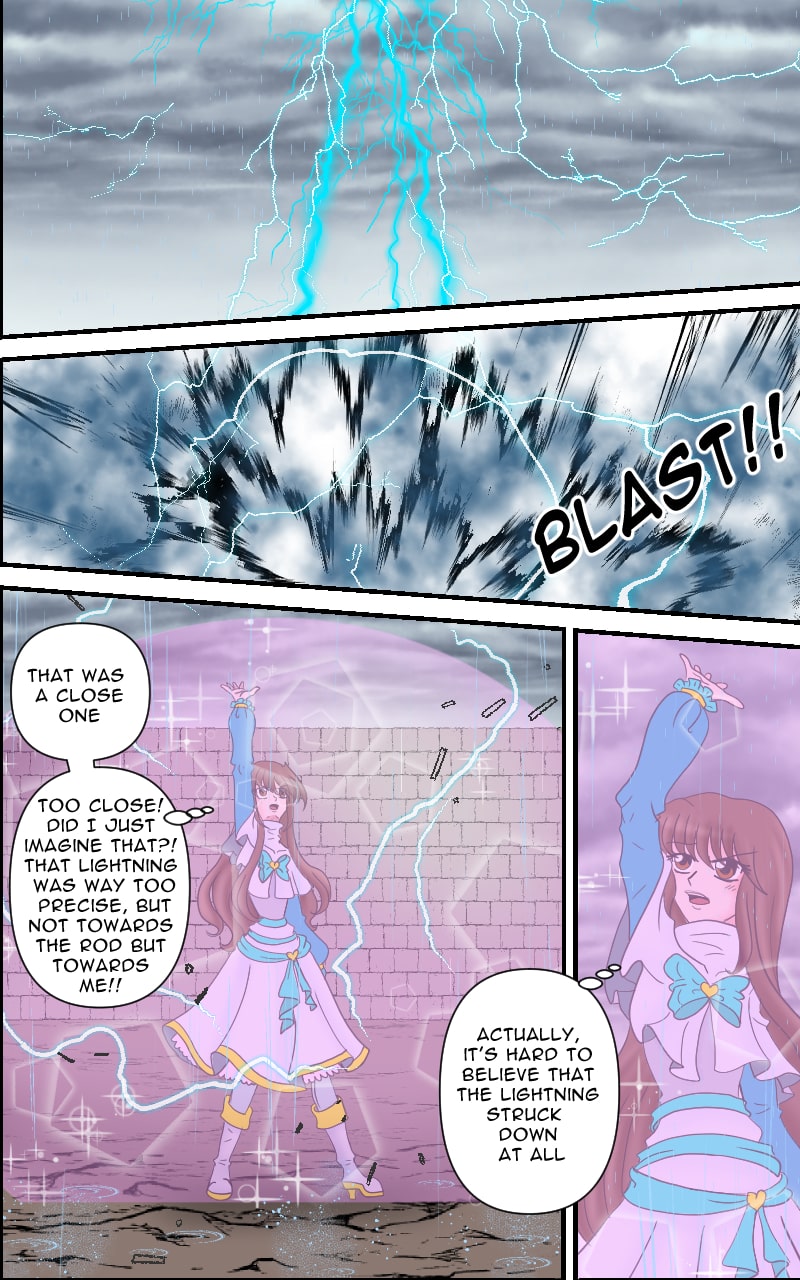 BLAST!!
THAT WAS
A CLOSE
ONE
TOO CLOSE!
DID I JUST
IMAGINE THAT?!
THAT LIGHTNING
WAS WAY TOO
PRECISE, BUT
NOT TOWARDS
THE ROD BUT
TOWARDS
ME!!
ACTUALLY,
IT'S HARD TO
BELIEVE THAT
THE LIGHTNING
STRUCK
DOWN
AT ALL